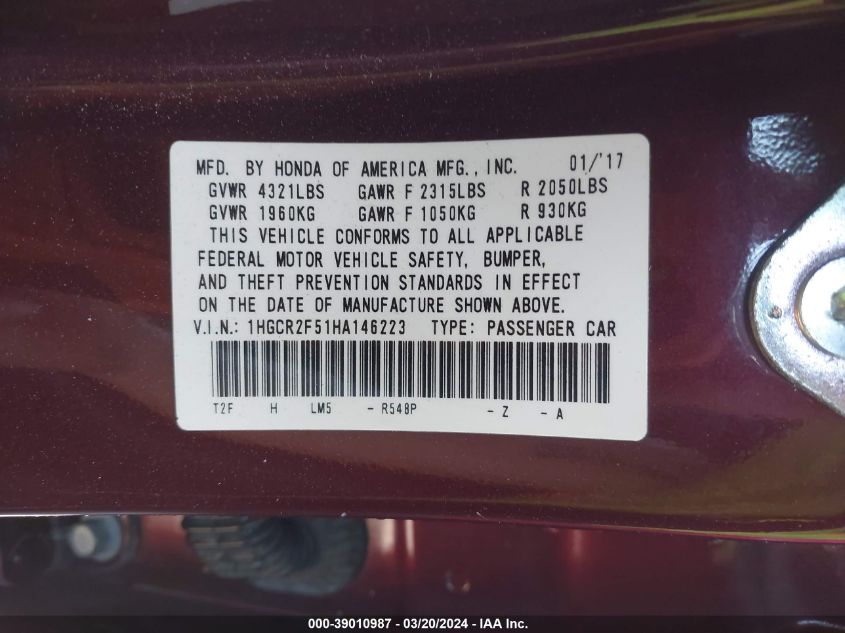 MFD. BY HONDA OF AMERICA MFG., INC. 01/'17
GVWR 4321LBS GAWR F 2315LBS R 2050LBS
GVWR 1960KG GAWR F 1050KG R 930KG
THIS VEHICLE CONFORMS TO ALL APPLICABLE
FEDERAL MOTOR VEHICLE SAFETY, BUMPER,
AND THEFT PREVENTION STANDARDS IN EFFECT
ON THE DATE OF MANUFACTURE SHOWN ABOVE.
V.I.N.: 1HGCR2F51HA146223 TYPE: PASSENGER CAR
T2F H LM5 - R548P - Z - A
000-39010987 - 03/20/2024 - IAA Inc.